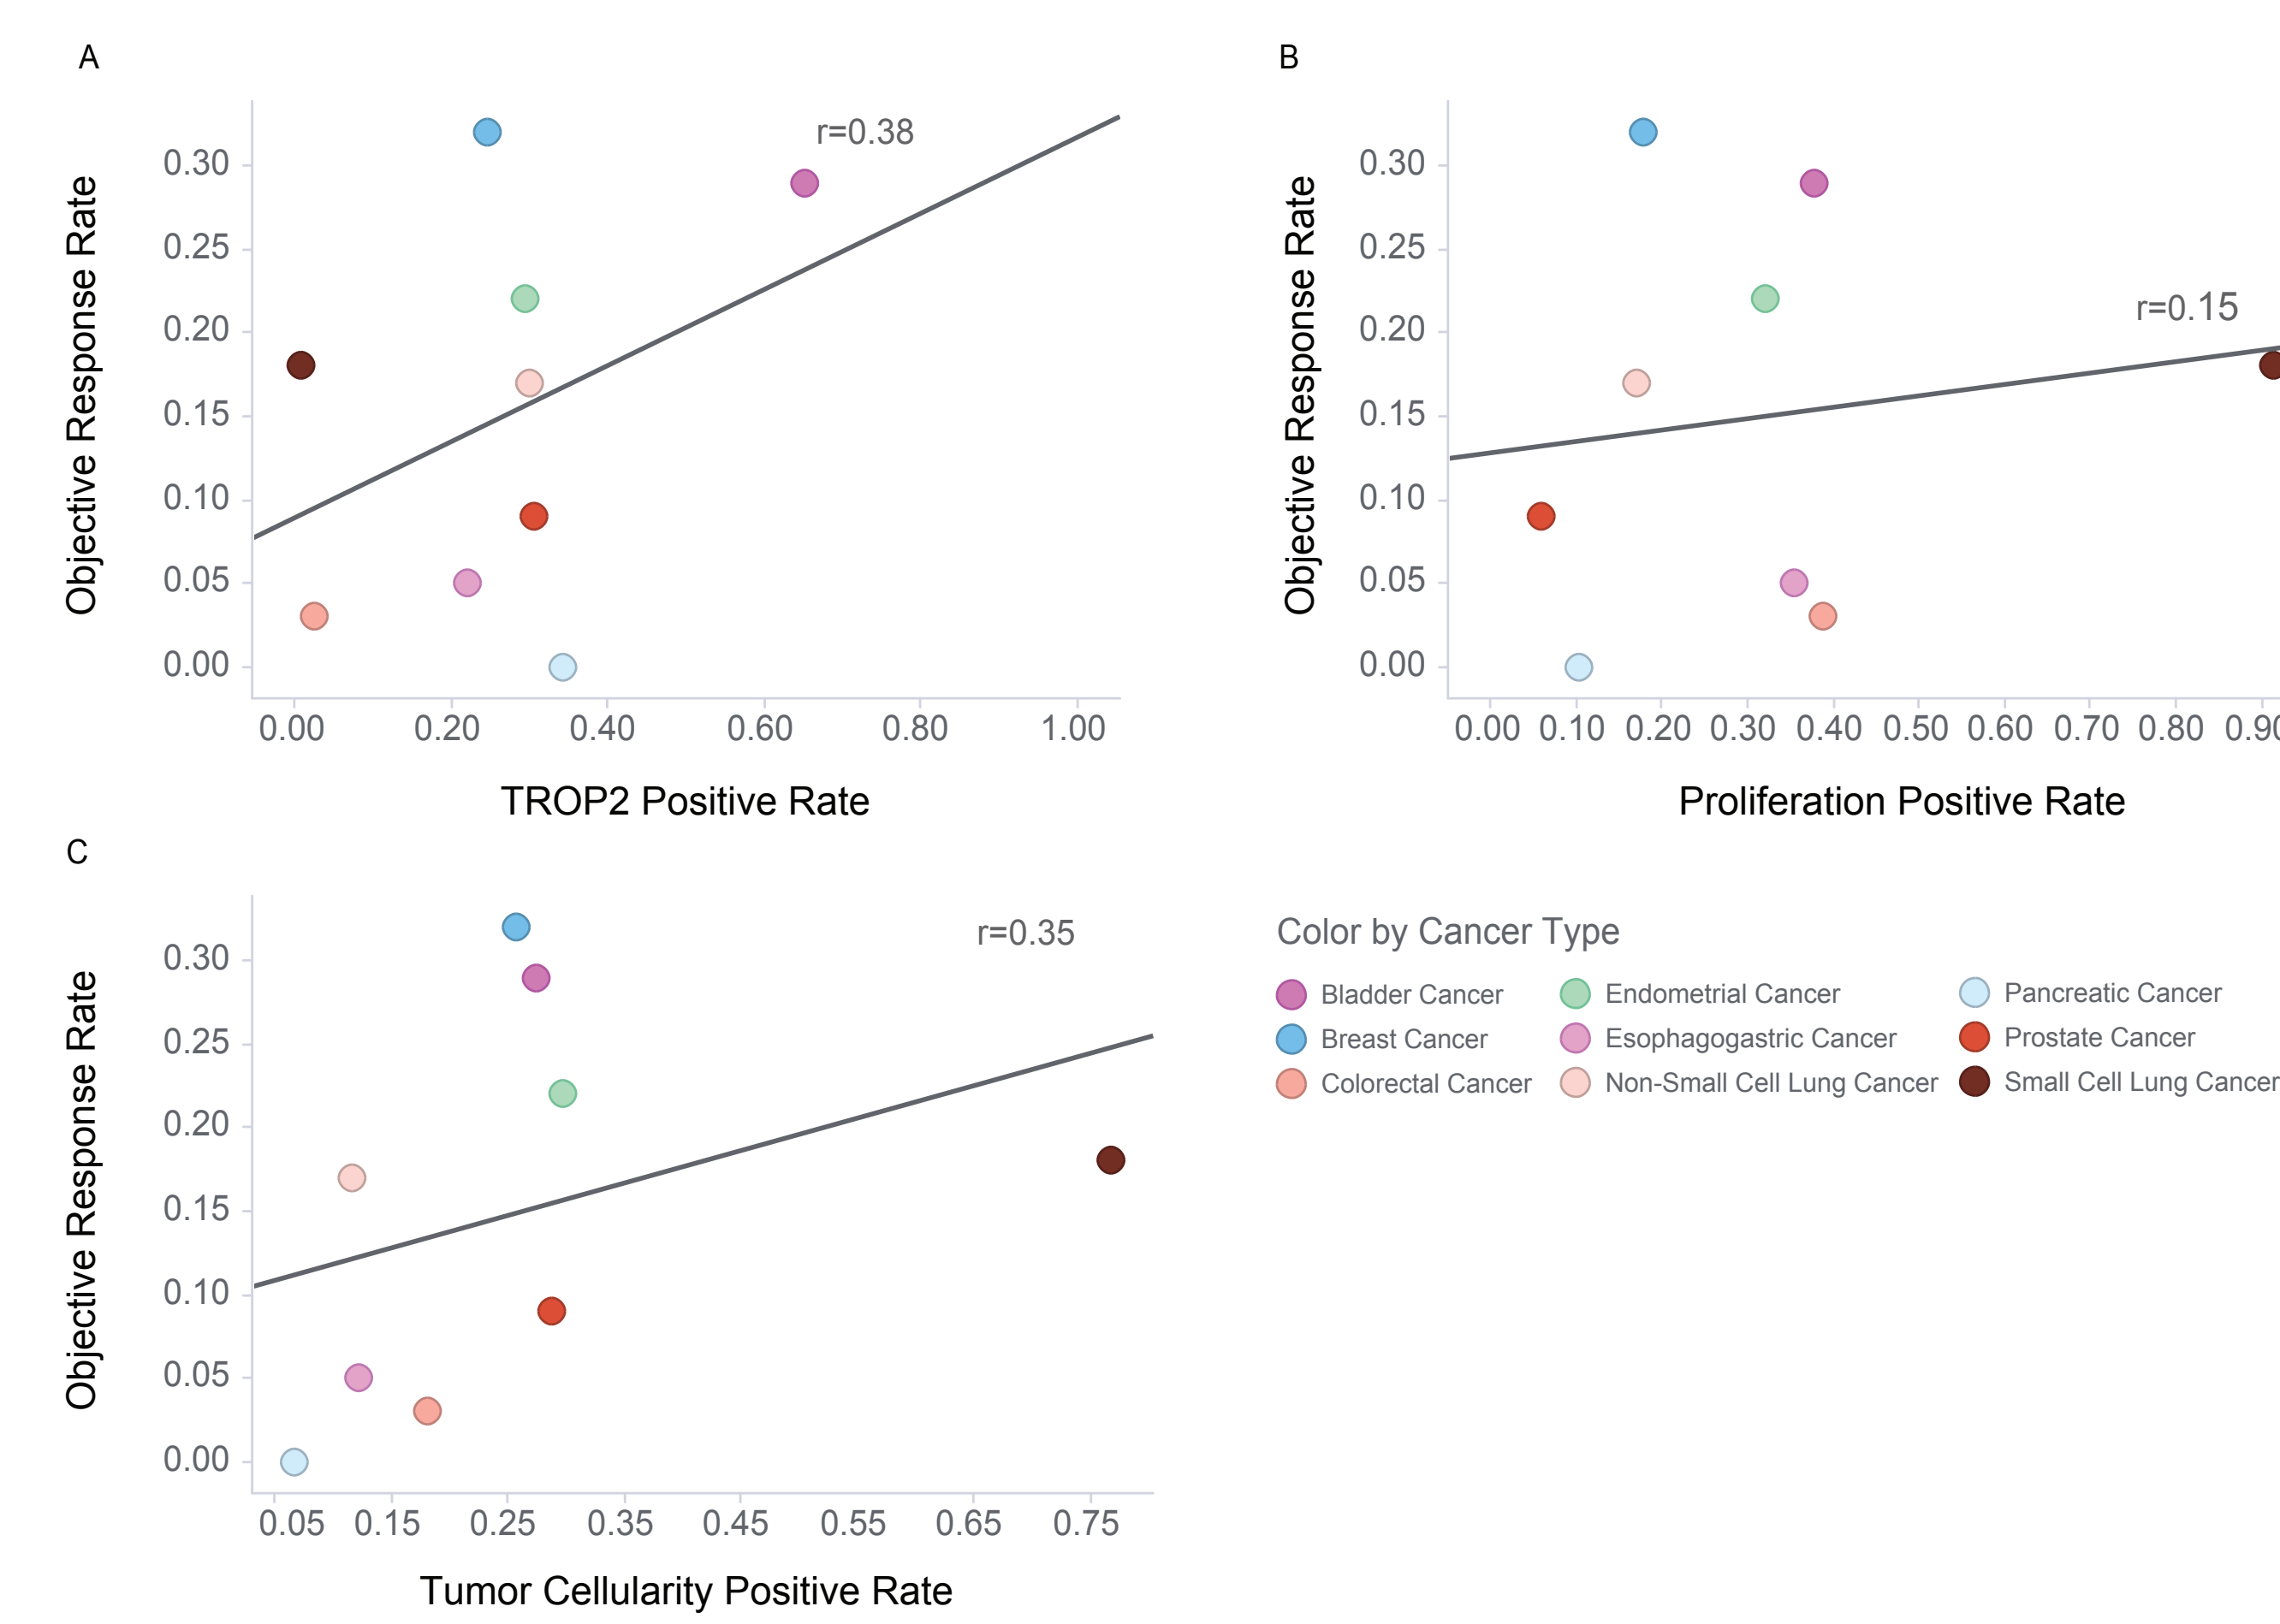 A
r=0.38
Objective Response Rate
0.30
0.25
0.20
0.15
0.10
0.05
0.00
0.00 0.20 0.40 0.60 0.80 1.00
TROP2 Positive Rate
B
r=0.15
Objective Response Rate
0.30
0.25
0.20
0.15
0.10
0.05
0.00
0.00 0.10 0.20 0.30 0.40 0.50 0.60 0.70 0.80 0.90
Proliferation Positive Rate
C
r=0.35
Objective Response Rate
0.30
0.25
0.20
0.15
0.10
0.05
0.00
0.05 0.15 0.25 0.35 0.45 0.55 0.65 0.75
Tumor Cellularity Positive Rate
Color by Cancer Type
Bladder Cancer Endometrial Cancer Pancreatic Cancer
Breast Cancer Esophagogastric Cancer Prostate Cancer
Colorectal Cancer Non-Small Cell Lung Cancer Small Cell Lung Cancer